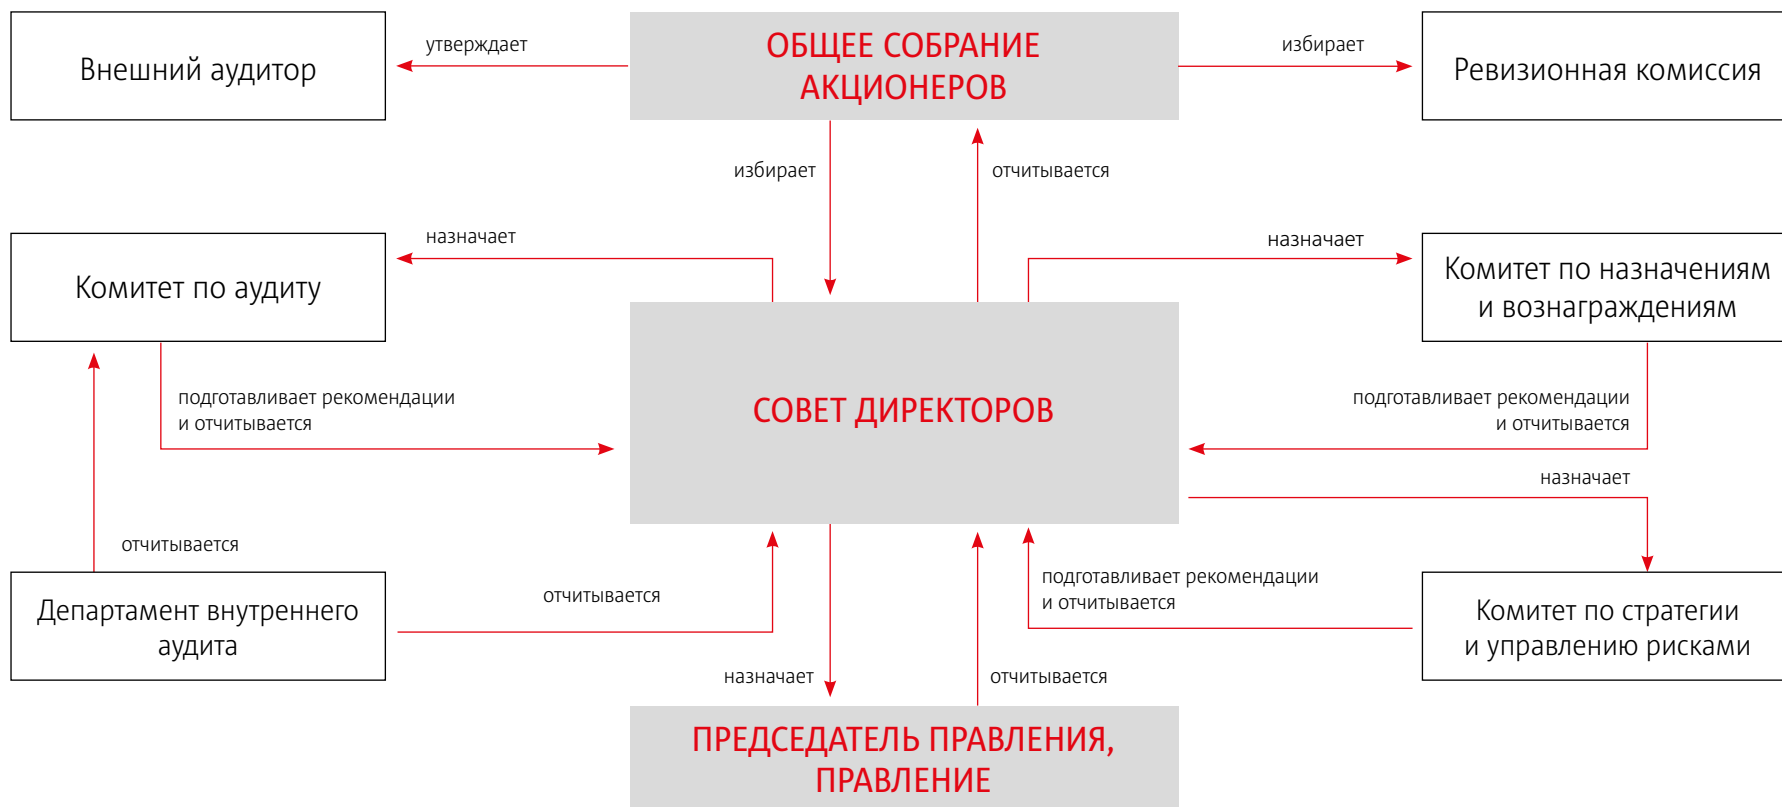 Внешний аудитор
утверждает
ОБЩЕЕ СОБРАНИЕ
АКЦИОНЕРОВ
избирает
Ревизионная комиссия
избирает
отчитывается
Комитет по аудиту
назначает
назначает
Комитет по назначениям
и вознаграждениям
подготавливает рекомендации
и отчитывается
СОВЕТ ДИРЕКТОРОВ
подготавливает рекомендации
и отчитывается
назначает
отчитывается
Департамент внутреннего
аудита
отчитывается
подготавливает рекомендации
и отчитывается
Комитет по стратегии
и управлению рисками
назначает
отчитывается
ПРЕДСЕДАТЕЛЬ ПРАВЛЕНИЯ,
ПРАВЛЕНИЕ